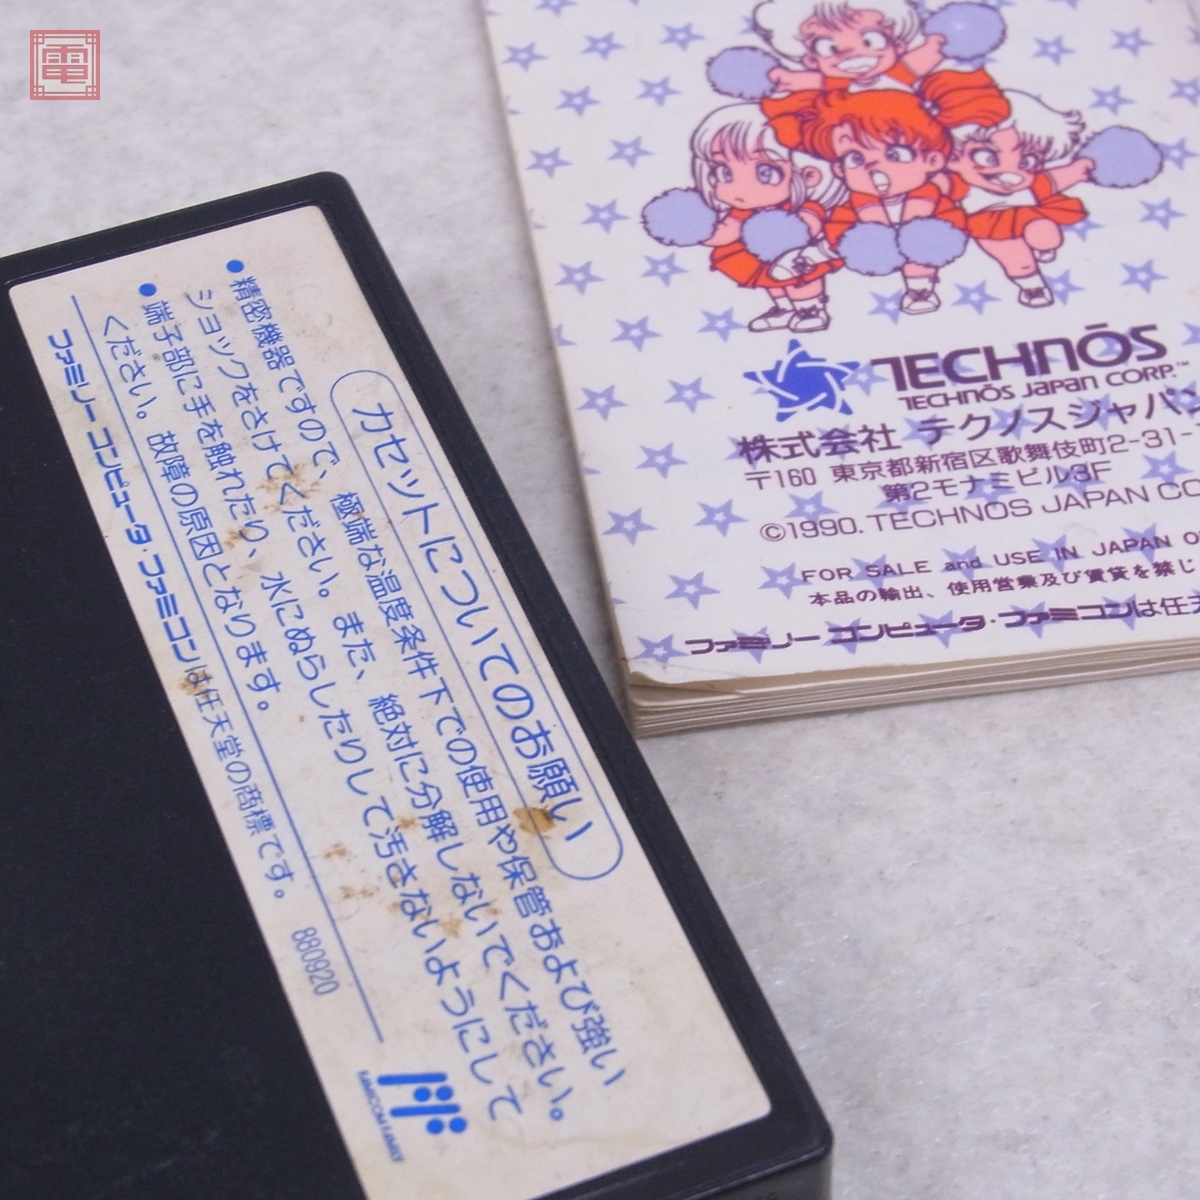 電
カセットについてのお願い
●精密機器ですので、極端な温度条件下での使用や保管および強い
ショックをさけてください。また、絶対に分解しないでください。
●端子部に手を触れたり、水にぬらしたりして汚さないようにして
ください。故障の原因となります。
ファミリーコンピュータ・ファミコンは任天堂の商標です。
880920
FAMICOM FAMILY
TECHNŌS
TECHNŌS JAPAN CORP.™
株式会社 テクノスジャパン
〒160 東京都新宿区歌舞伎町2-31-
第2モナミビル3F
©1990. TECHNOS JAPAN CO
FOR SALE and USE IN JAPAN
本品の輸出、使用営業及び賃貸を禁じ
ファミリーコンピュータ・ファミコンは任天